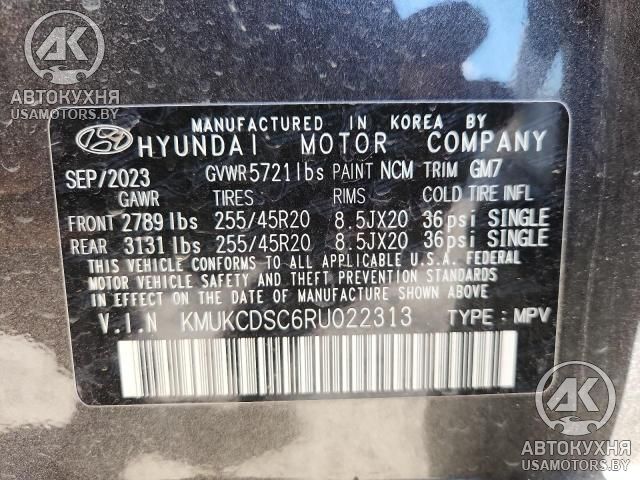 АК
АВТОКУХНЯ
USAMOTORS.BY
MANUFACTURED IN KOREA BY
HYUNDAI MOTOR COMPANY
SEP/2023 GVWR5721lbs PAINT NCM TRIM GM7
GAWR TIRES RIMS COLD TIRE INFL
FRONT 2789lbs 255/45R20 8.5JX20 36psi SINGLE
REAR 3131lbs 255/45R20 8.5JX20 36psi SINGLE
THIS VEHICLE CONFORMS TO ALL APPLICABLE U.S.A. FEDERAL
MOTOR VEHICLE SAFETY AND THEFT PREVENTION STANDARDS
IN EFFECT ON THE DATE OF MANUFACTURE SHOWN ABOVE.
V.I.N KMUKCDSC6RU022313 TYPE: MPV
АК
АВТОКУХНЯ
USAMOTORS.BY